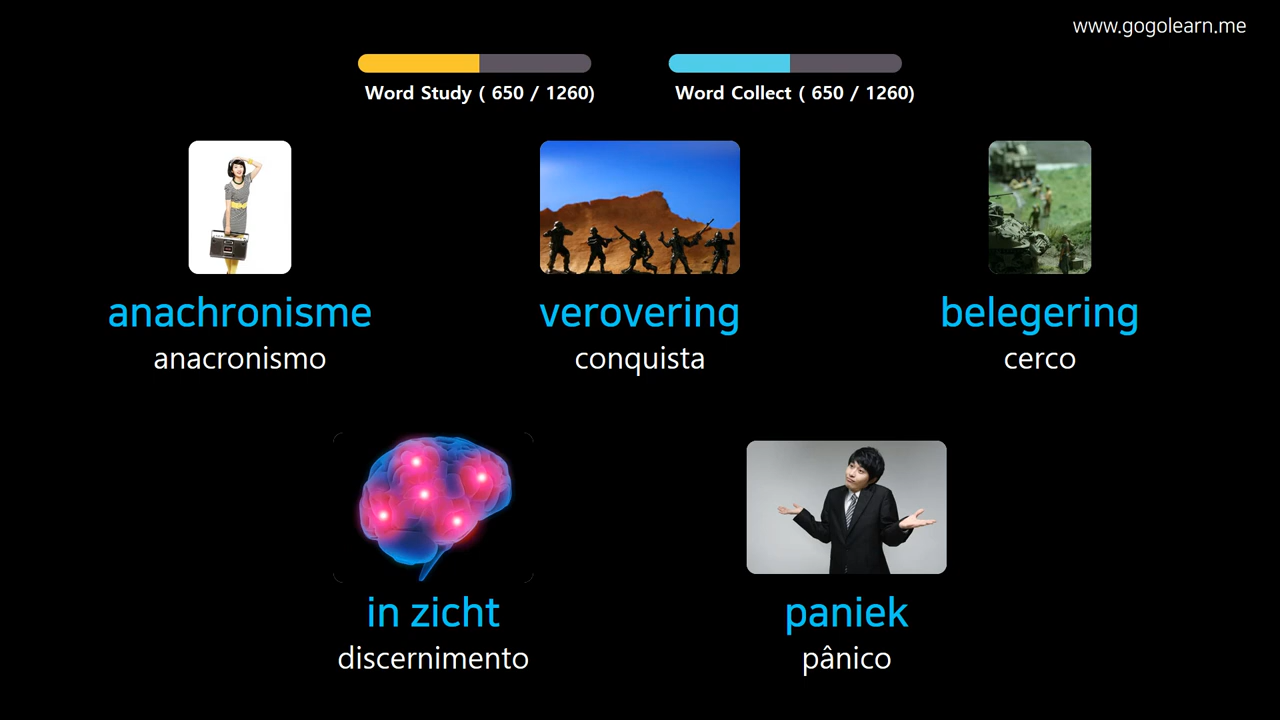 www.gogolearn.me
Word Study ( 650 / 1260)
Word Collect ( 650 / 1260)
anachronisme
anacronismo
verovering
conquista
belegering
cerco
in zicht
discernimento
paniek
pânico